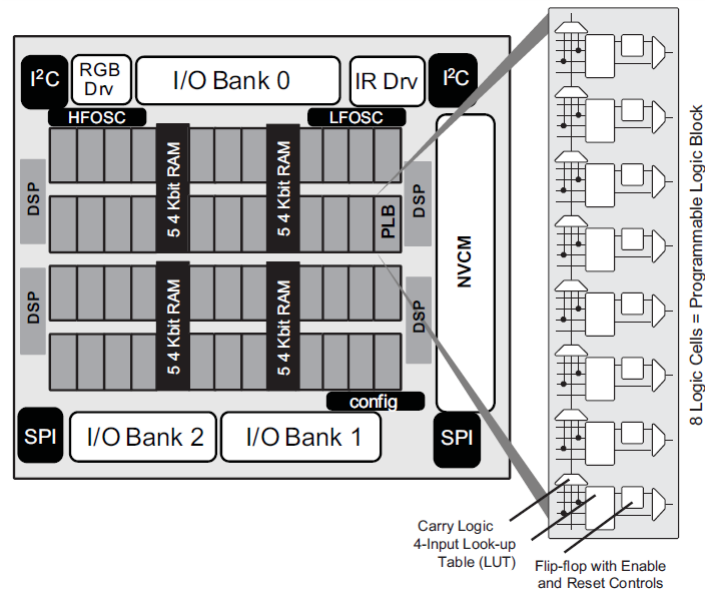 I²C
RGB
Drv
I/O Bank 0
IR Drv
I²C
HFOSC
LFOSC
DSP
5 4 Kbit RAM
5 4 Kbit RAM
PLB
DSP
NVCM
DSP
5 4 Kbit RAM
5 4 Kbit RAM
DSP
config
SPI
I/O Bank 2
I/O Bank 1
SPI
8 Logic Cells = Programmable Logic Block
Carry Logic
4-Input Look-up
Table (LUT)
Flip-flop with Enable
and Reset Controls